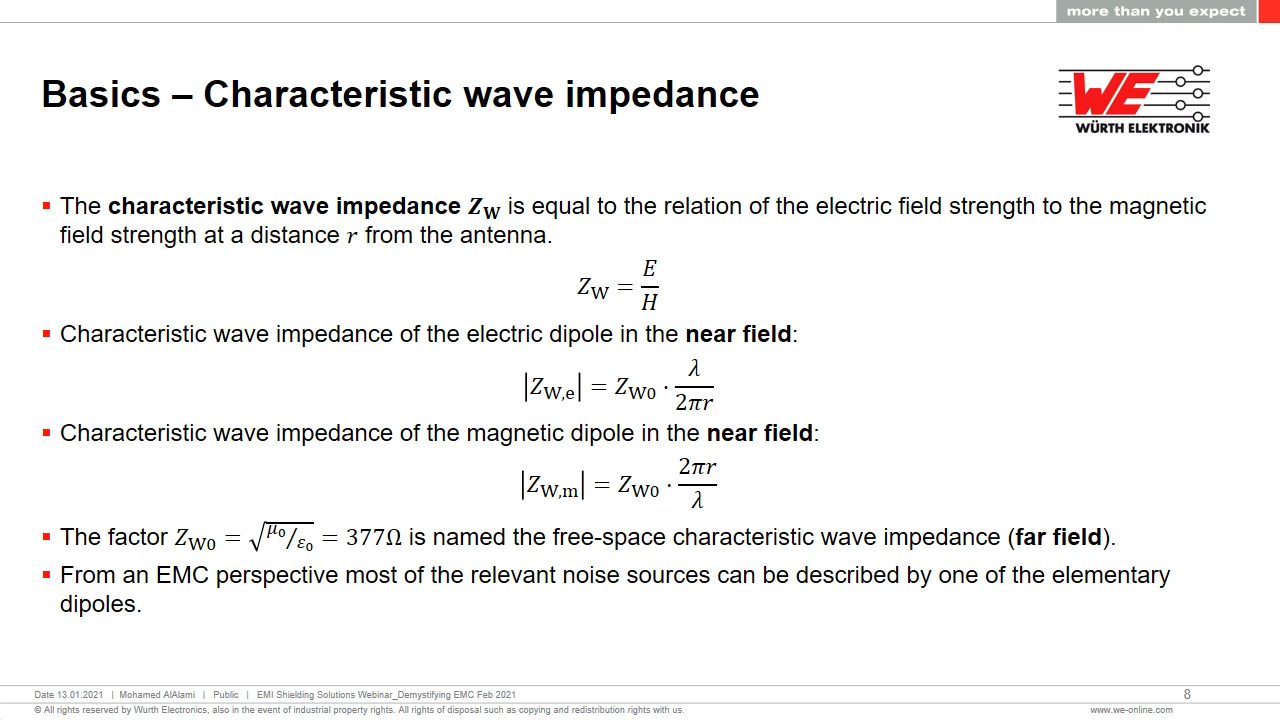 more than you expect
Basics – Characteristic wave impedance
WE
WÜRTH ELEKTRONIK
▪ The characteristic wave impedance Z_W is equal to the relation of the electric field strength to the magnetic
field strength at a distance r from the antenna.
Z_W = E/H
▪ Characteristic wave impedance of the electric dipole in the near field:
|Z_W,e| = Z_W0 · λ/2πr
▪ Characteristic wave impedance of the magnetic dipole in the near field:
|Z_W,m| = Z_W0 · 2πr/λ
▪ The factor Z_W0 = √(μ₀/ε₀) = 377Ω is named the free-space characteristic wave impedance (far field).
▪ From an EMC perspective most of the relevant noise sources can be described by one of the elementary
dipoles.
Date 13.01.2021 | Mohamed AlAlami | Public | EMI Shielding Solutions Webinar_Demystifying EMC Feb 2021 8
© All rights reserved by Wurth Electronics, also in the event of industrial property rights. All rights of disposal such as copying and redistribution rights with us. www.we-online.com